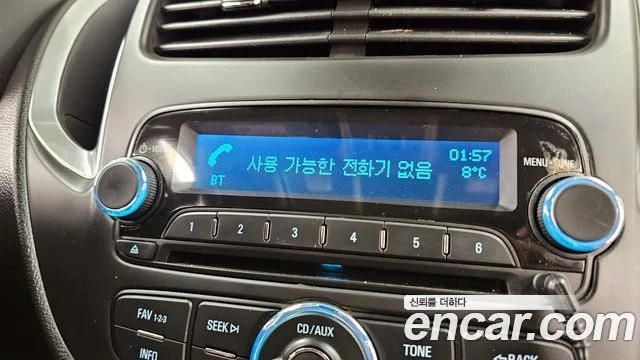 VOL
사용 가능한 전화기 없음
01:57
8°C
BT
MENU TUNE
1 2 3 4 5 6
FAV 1-2-3
SEEK
CD/AUX
INFO
TONE
BACK
신뢰를 더하다
encar.com